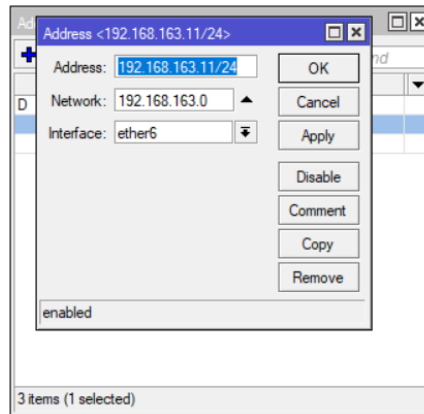 Ad
Address <192.168.163.11/24>
nd
Address: 192.168.163.11/24
OK
Network: 192.168.163.0
Cancel
Interface: ether6
Apply
D
Disable
Comment
Copy
Remove
enabled
3 items (1 selected)